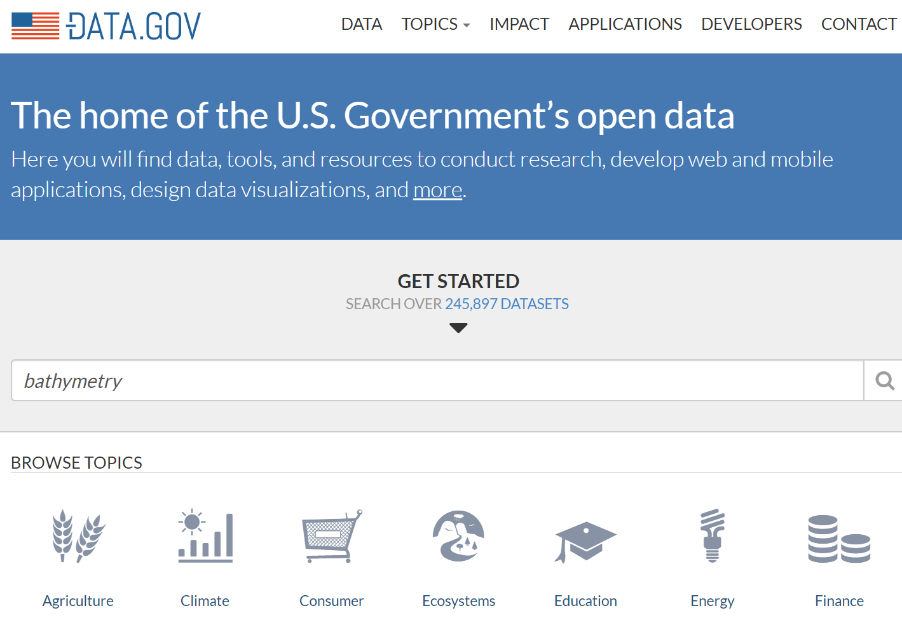 DATA.GOV
DATA TOPICS IMPACT APPLICATIONS DEVELOPERS CONTACT
The home of the U.S. Government’s open data
Here you will find data, tools, and resources to conduct research, develop web and mobile
applications, design data visualizations, and more.
GET STARTED
SEARCH OVER 245,897 DATASETS
bathymetry
BROWSE TOPICS
Agriculture Climate Consumer Ecosystems Education Energy Finance